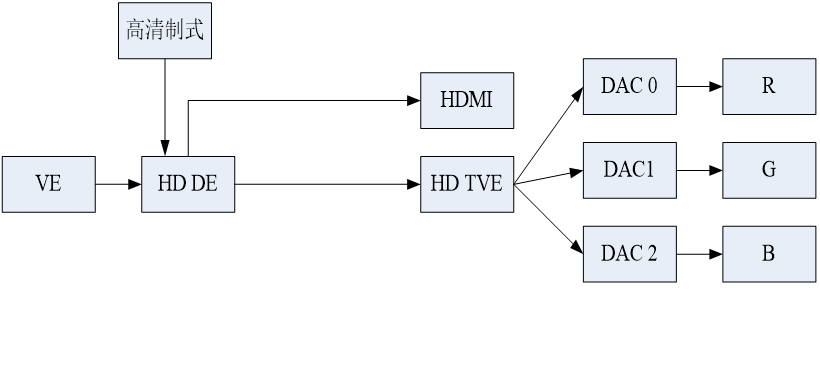 高清制式
HDMI
DAC 0
R
VE
HD DE
HD TVE
DAC1
G
DAC 2
B